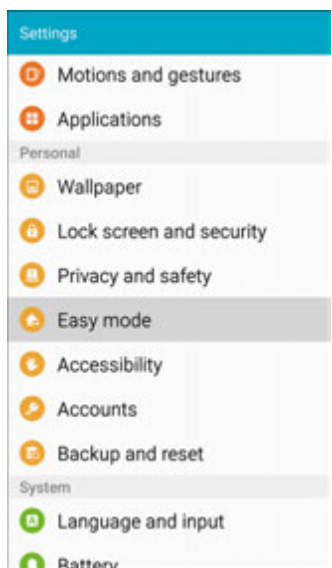 Settings
Motions and gestures
Applications
Personal
Wallpaper
Lock screen and security
Privacy and safety
Easy mode
Accessibility
Accounts
Backup and reset
System
Language and input
Battery